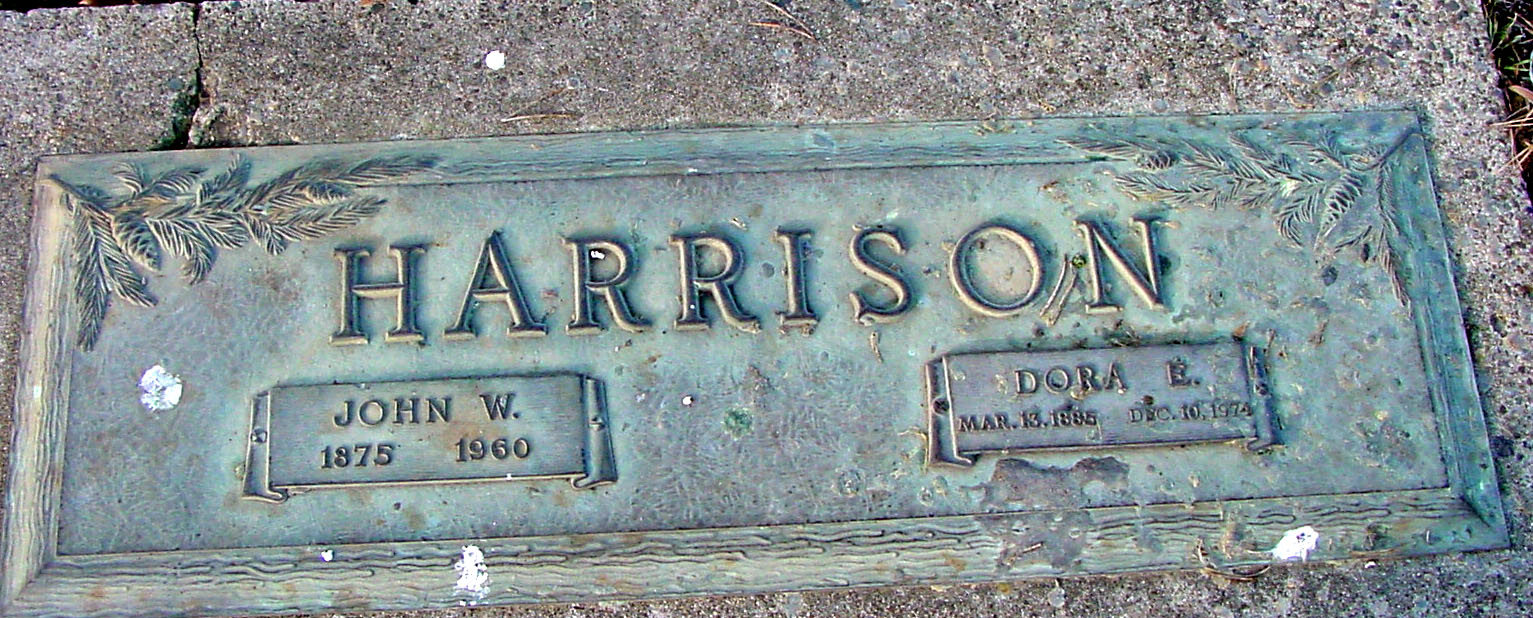 HARRISON
JOHN W.
1875 1960
DORA E.
MAR. 13. 1885 DEC. 10, 1974